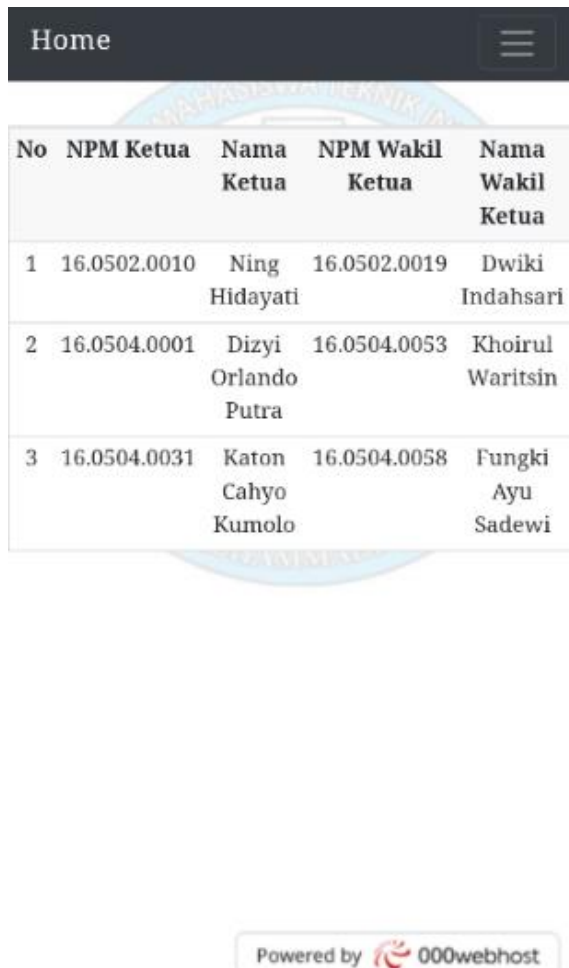 Home
MAHASISWA TEKNIK
No NPM Ketua Nama Ketua NPM Wakil Ketua Nama Wakil Ketua
1 16.0502.0010 Ning Hidayati 16.0502.0019 Dwiki Indahsari
2 16.0504.0001 Dizyi Orlando Putra 16.0504.0053 Khoirul Waritsin
3 16.0504.0031 Katon Cahyo Kumolo 16.0504.0058 Fungki Ayu Sadewi
Powered by 000webhost